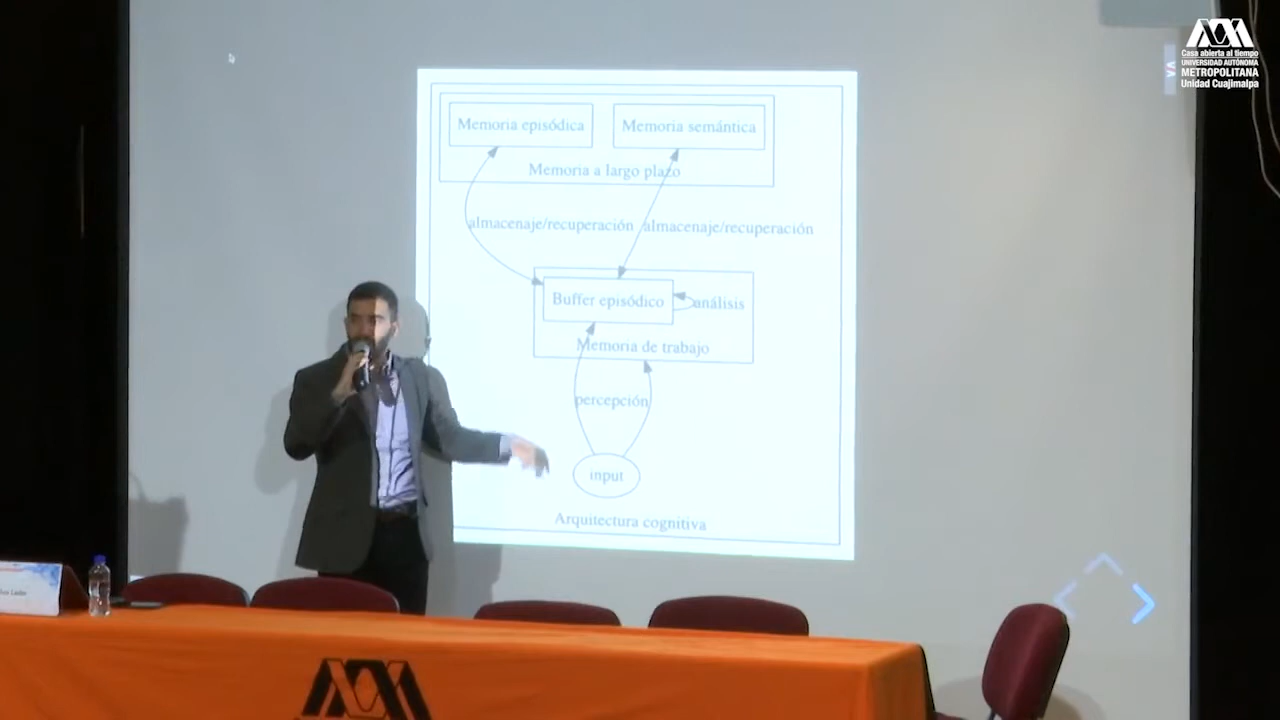 Casa abierta al tiempo
UNIVERSIDAD AUTÓNOMA
METROPOLITANA
Unidad Cuajimalpa
Memoria episódica
Memoria semántica
Memoria a largo plazo
almacenaje/recuperación
almacenaje/recuperación
Buffer episódico
análisis
Memoria de trabajo
percepción
input
Arquitectura cognitiva